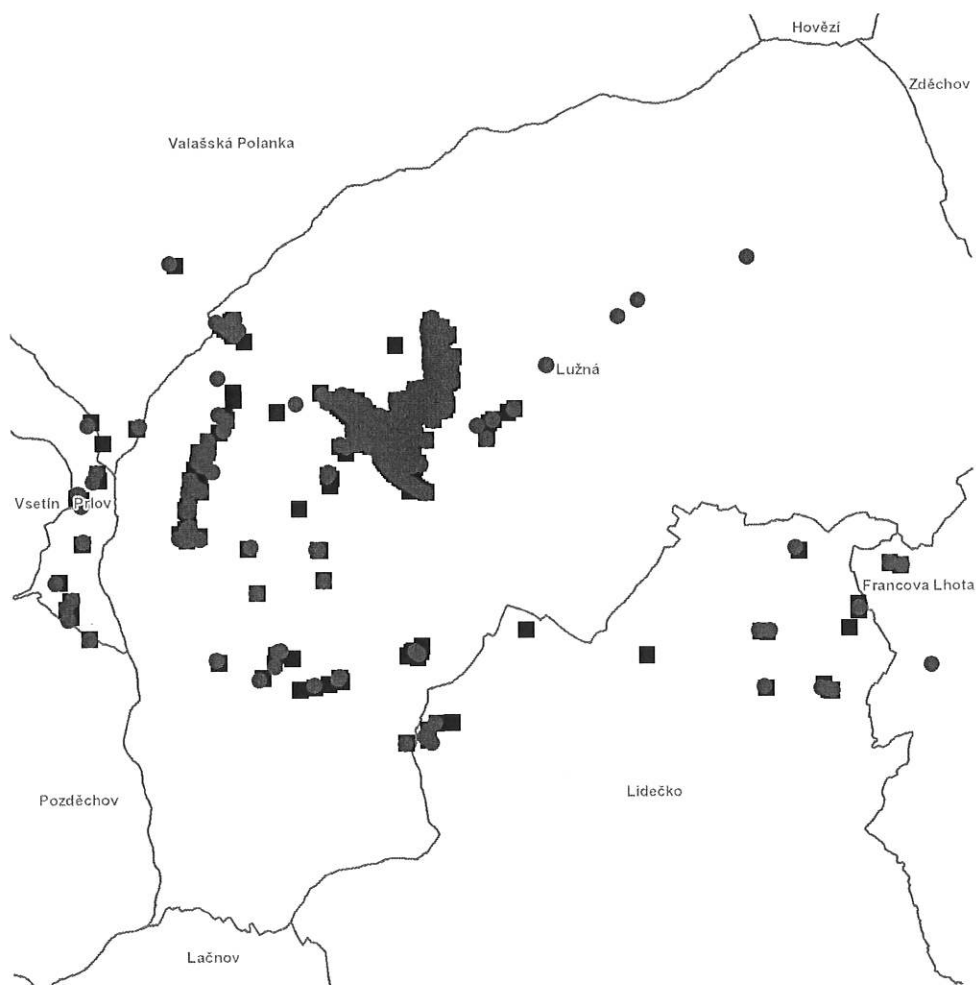 Hovězí
Zděchov
Valašská Polanka
Lužná
Vsetín
Prlov
Francova Lhota
Pozděchov
Lidečko
Lačnov